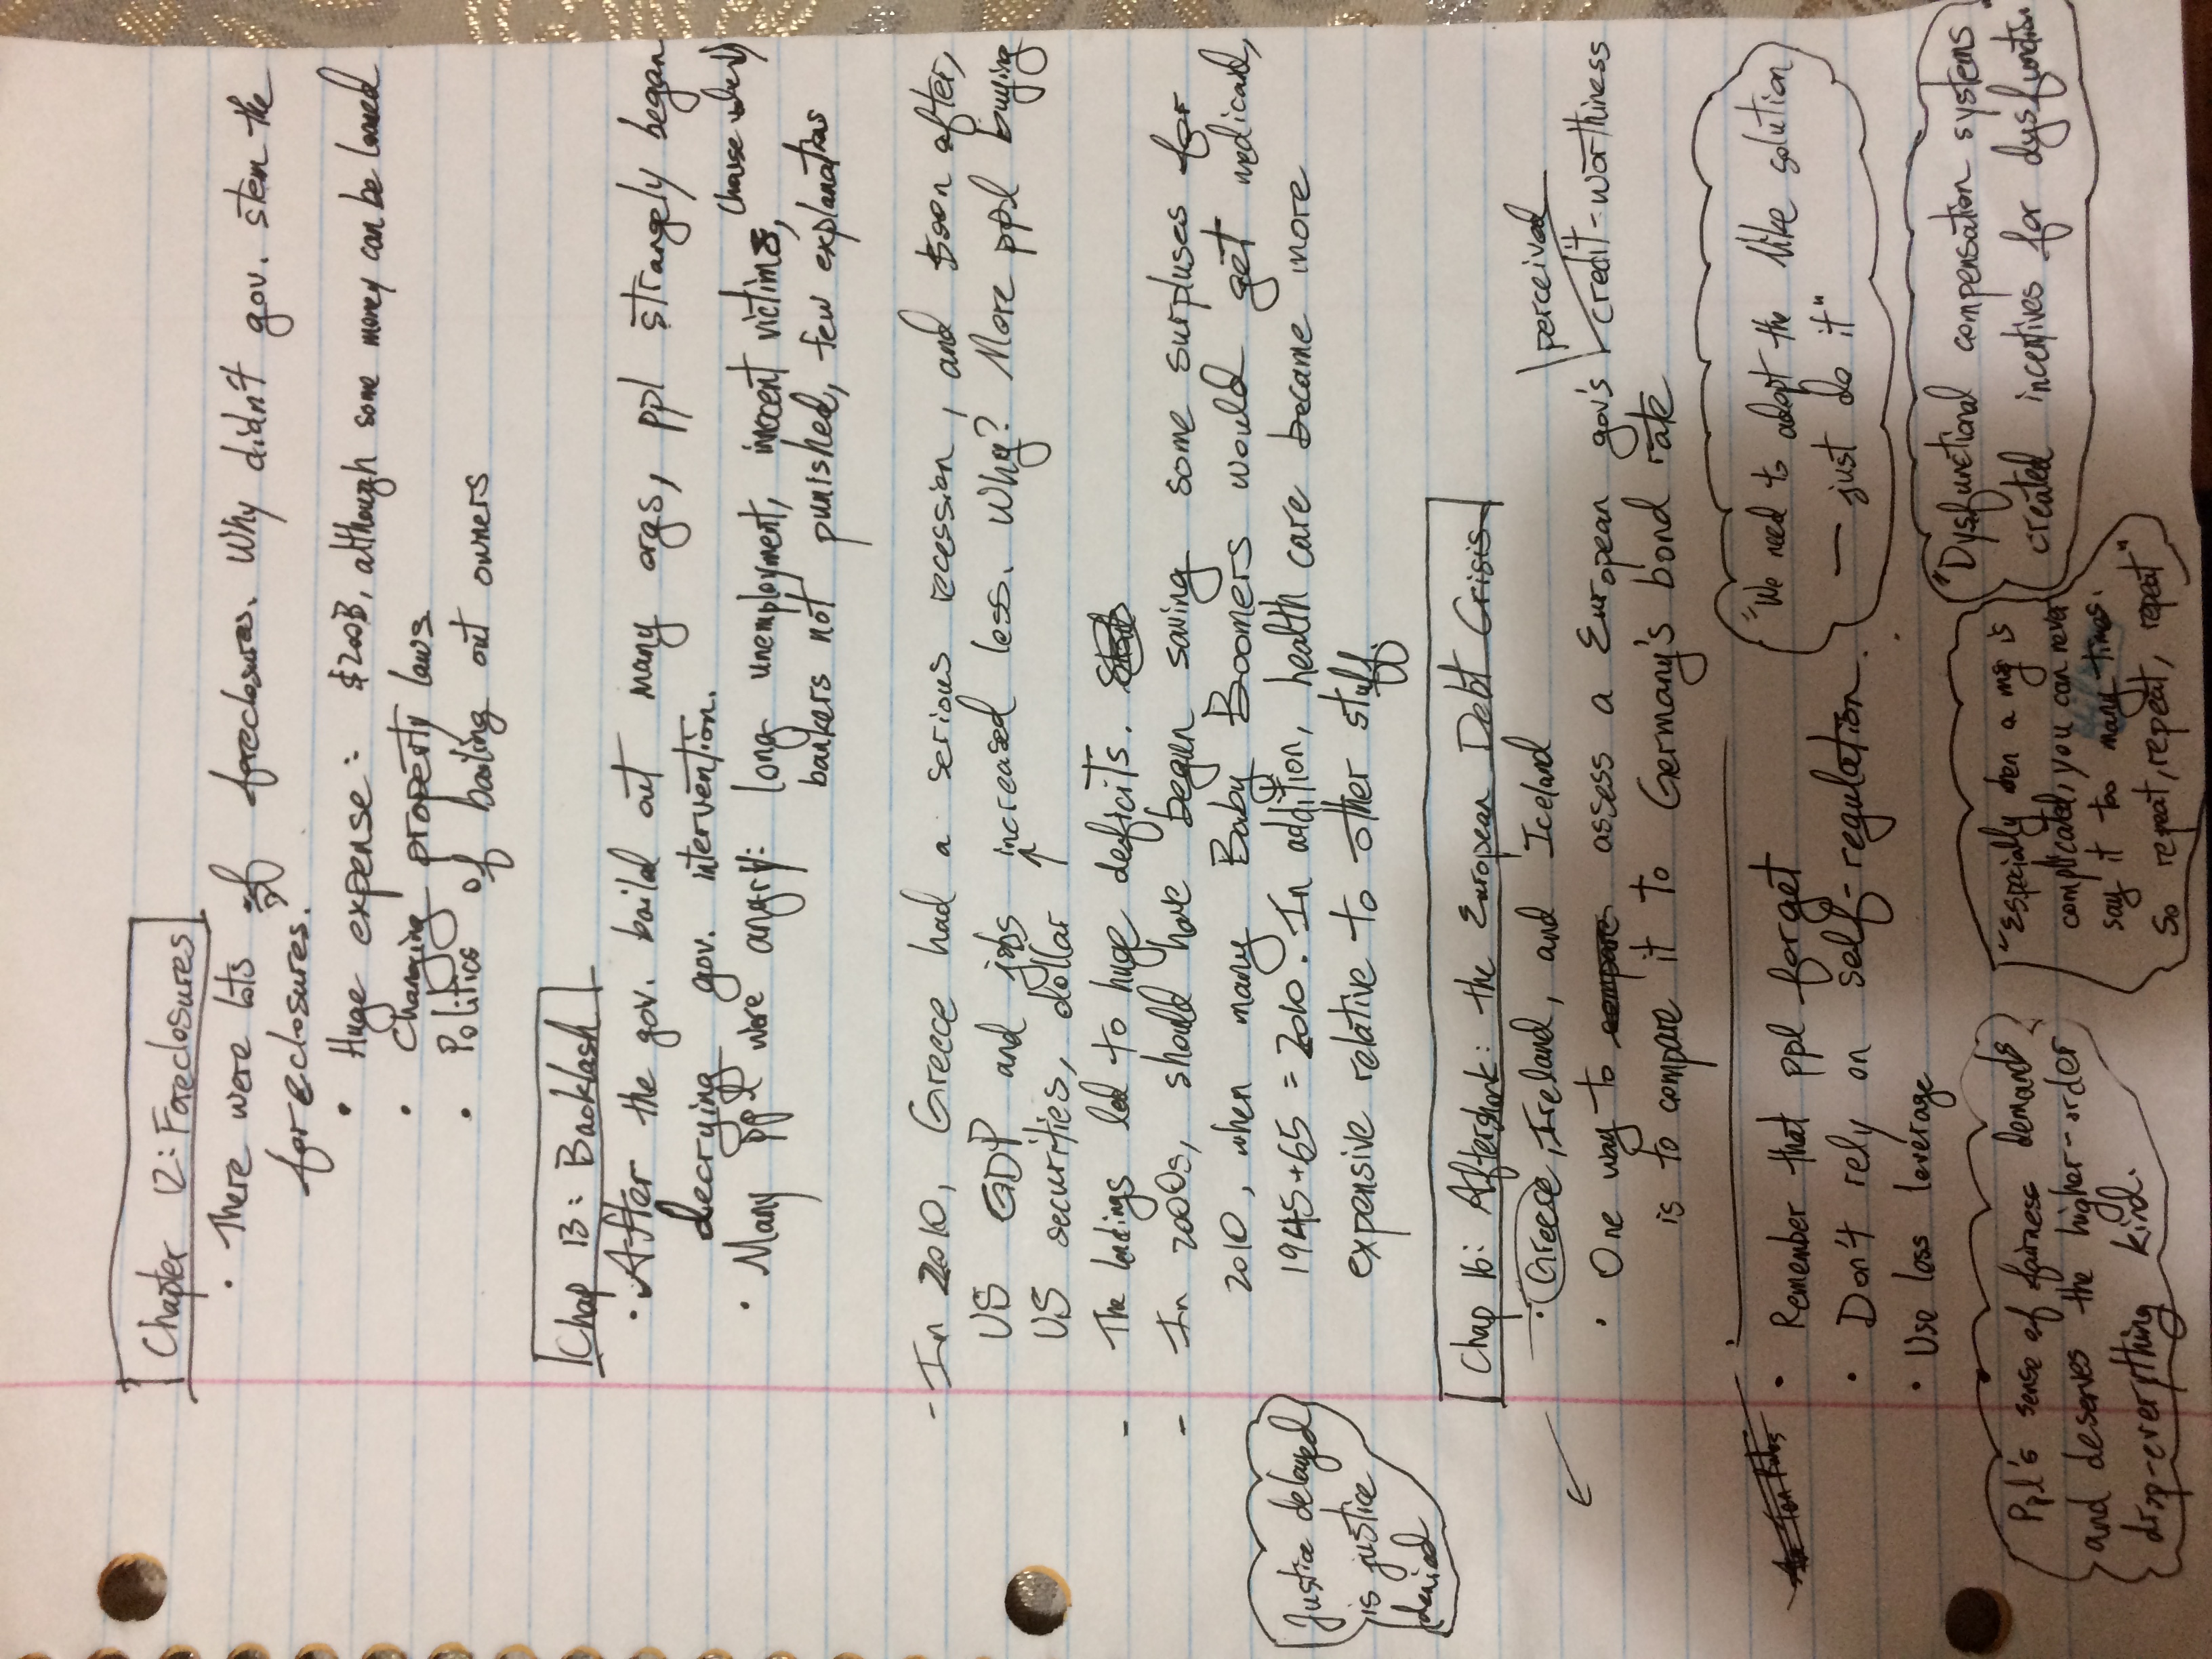 Chapter 12: Foreclosures
• There were lots of foreclosures. Why didn't gov. stem the
foreclosures?
• Huge expense: $200B, although some money can be loaned
• Changing property laws
• Politics of bailing out owners
Chap 13: Backlash
• After the gov. bailed out many orgs, ppl strangely began
decrying gov. intervention.
• Many ppl were angry: long unemployment, innocent victims, (house
bankers not punished, few explanations
- In 2010, Greece had a serious recession, and soon after,
US GDP and jobs increased less. Why? More ppl buying
US securities, dollar ↑
- The lendings led to huge deficits.
- In 2000s, should have begun saving some surpluses for
2010, when many Baby Boomers would get medicaid,
1945+65 = 2010. In addition, health care became more
expensive relative to other stuff.
Justice delayed
is justice
denied
Chap 16: Aftershock: the European Debt Crisis
• Greece, Ireland, and Iceland
• One way to compare assess a European gov's perceived credit-worthiness
is to compare it to Germany's bond rate
• Remember that ppl forget
• Don't rely on self-regulation.
• Use less leverage
"We need to adopt the Nike solution
— just do it"
"Dysfunctional compensation systems
created incentives for dysfunction"
Ppl's sense of fairness demands
and deserves the higher-order
drop-everything kind.
"Especially when a msg is
complicated, you can never
say it too many times.
So repeat, repeat, repeat"